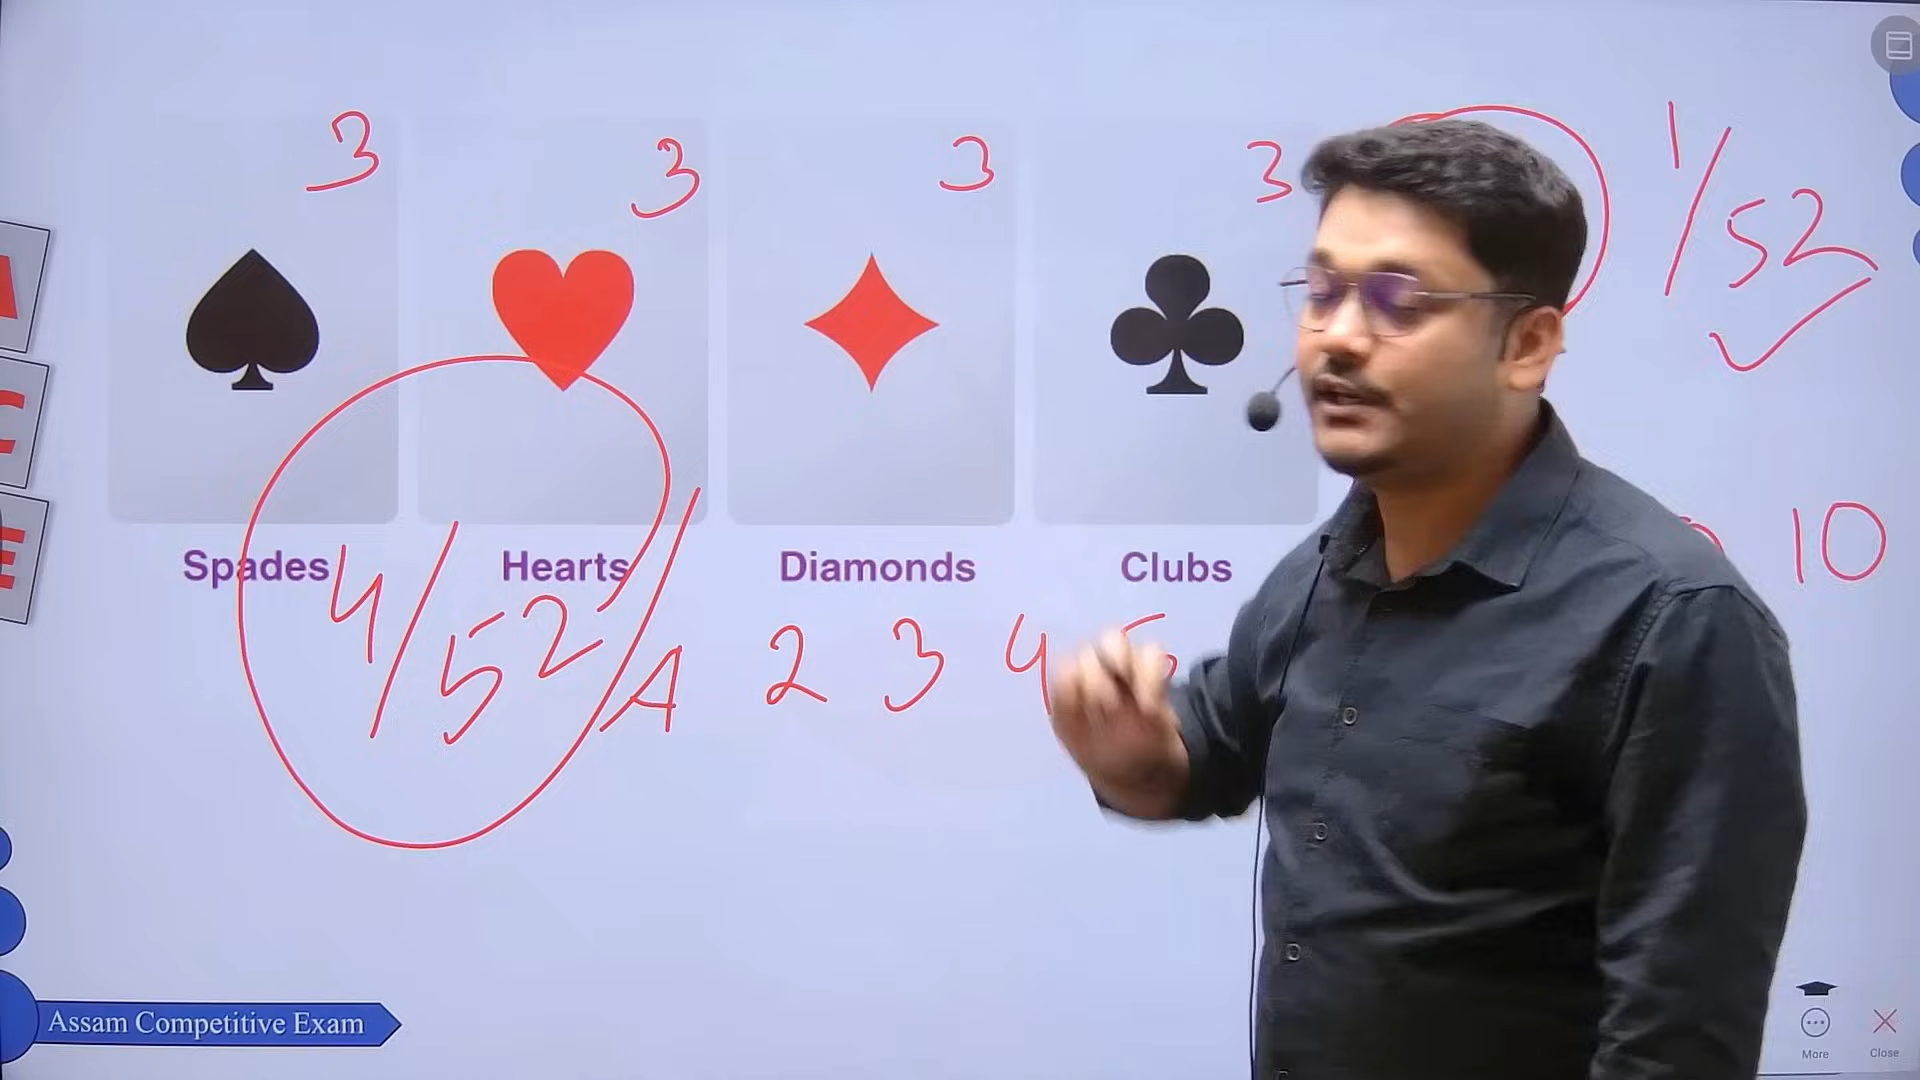 3 3 3 3
1/52
A
C
E
10
Spades Hearts Diamonds Clubs
4/52
A 2 3 4 5
Assam Competitive Exam
More Close